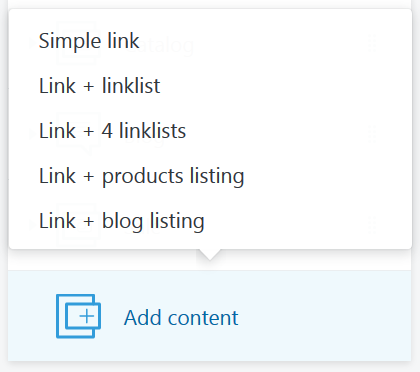 Simple link
Link + linklist
Link + 4 linklists
Link + products listing
Link + blog listing
Add content